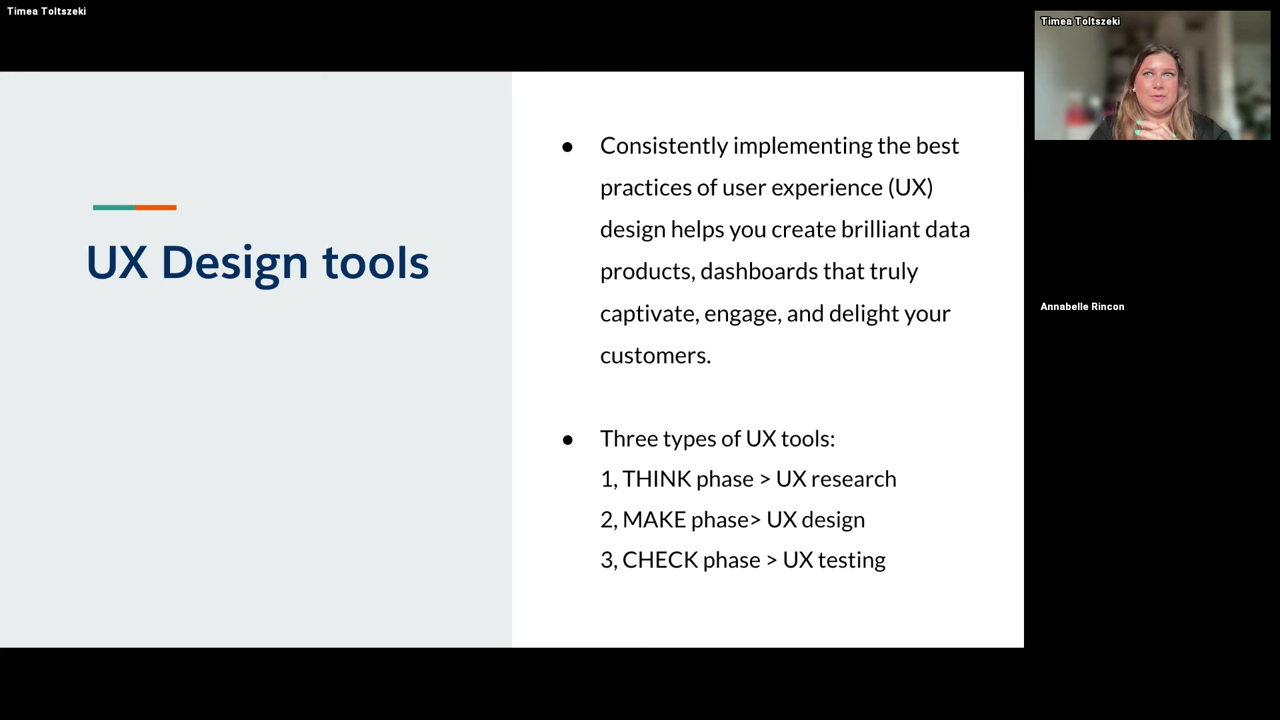 Timea Toltszeki
Timea Toltszeki
UX Design tools
● Consistently implementing the best
practices of user experience (UX)
design helps you create brilliant data
products, dashboards that truly
captivate, engage, and delight your
customers.
● Three types of UX tools:
1, THINK phase > UX research
2, MAKE phase> UX design
3, CHECK phase > UX testing
Annabelle Rincon